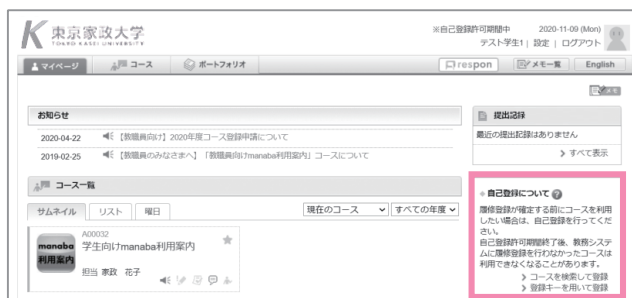 東京家政大学
TOKYO KASEI UNIVERSITY
※自己登録許可期間中 2020-11-09 (Mon)
テスト学生1 | 設定 | ログアウト
マイページ コース ポートフォリオ respon メモ一覧 English
メモ
お知らせ
2020-04-22 【教職員向け】2020年度コース登録申請について
2019-02-25 【教職員のみなさまへ】「教職員向けmanaba利用案内」コースについて
コース一覧
サムネイル リスト 曜日 現在のコース すべての年度
manaba
利用案内
A00032
学生向けmanaba利用案内
担当 家政 花子
提出記録
最近の提出記録はありません
すべて表示
自己登録について
履修登録が確定する前にコースを利用
したい場合は、自己登録を行ってくだ
さい。
自己登録許可期間終了後、教務システ
ムに履修登録を行わなかったコースは
利用できなくなることがあります。
コースを検索して登録
登録キーを用いて登録